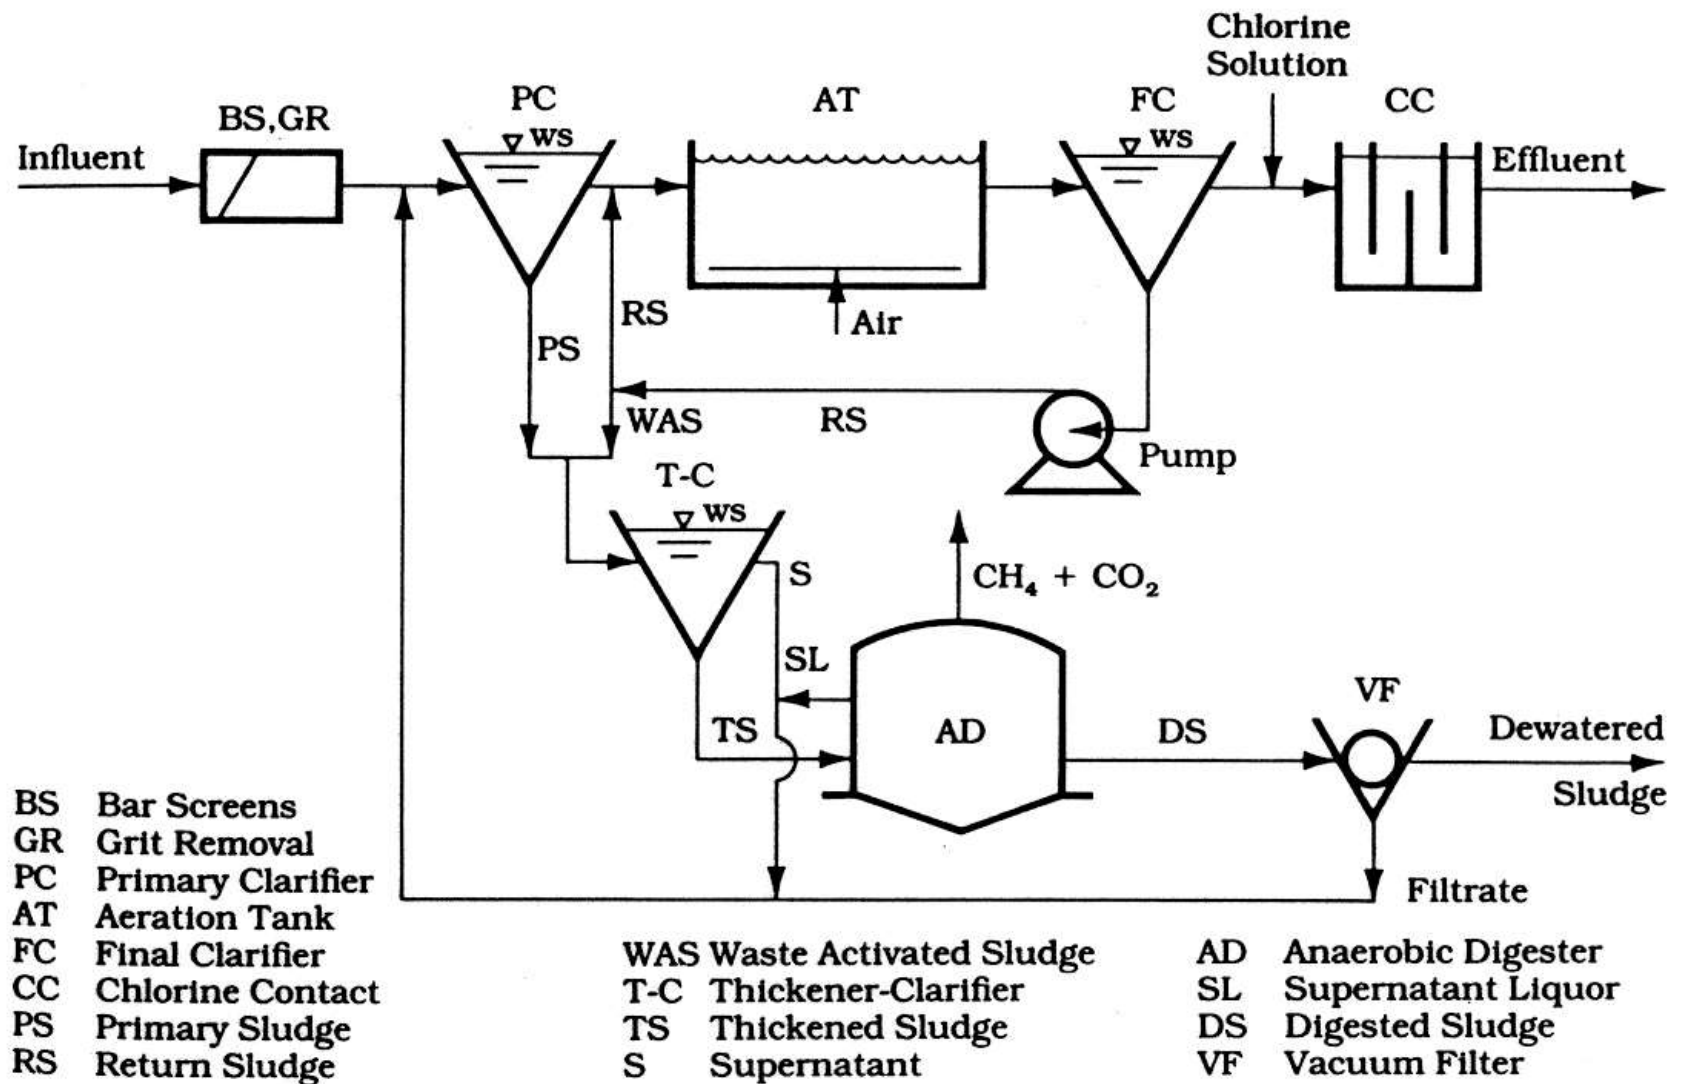 Chlorine
Solution
PC
AT
FC
CC
BS,GR
WS
WS
Influent
Effluent
RS
Air
PS
WAS
RS
Pump
T-C
WS
S
CH₄ + CO₂
SL
VF
TS
AD
DS
Dewatered
Sludge
Filtrate
BS Bar Screens
GR Grit Removal
PC Primary Clarifier
AT Aeration Tank
FC Final Clarifier
CC Chlorine Contact
PS Primary Sludge
RS Return Sludge
WAS Waste Activated Sludge
T-C Thickener-Clarifier
TS Thickened Sludge
S Supernatant
AD Anaerobic Digester
SL Supernatant Liquor
DS Digested Sludge
VF Vacuum Filter